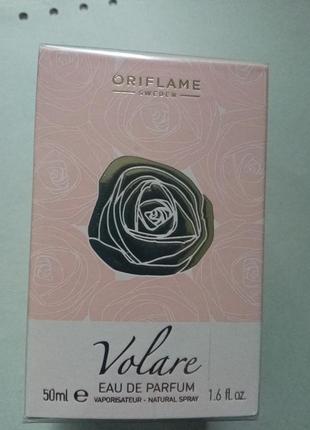 ORIFLAME
SWEDEN
Volare
EAU DE PARFUM
50ml e VAPORISATEUR - NATURAL SPRAY 1.6 fl. oz.